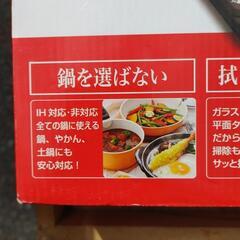 鍋を選ばない
IH 対応・非対応
全ての鍋に使える
鍋、やかん、
土鍋にも
安心対応！
拭
ガラス
平面タ
だから
掃除も
サッと